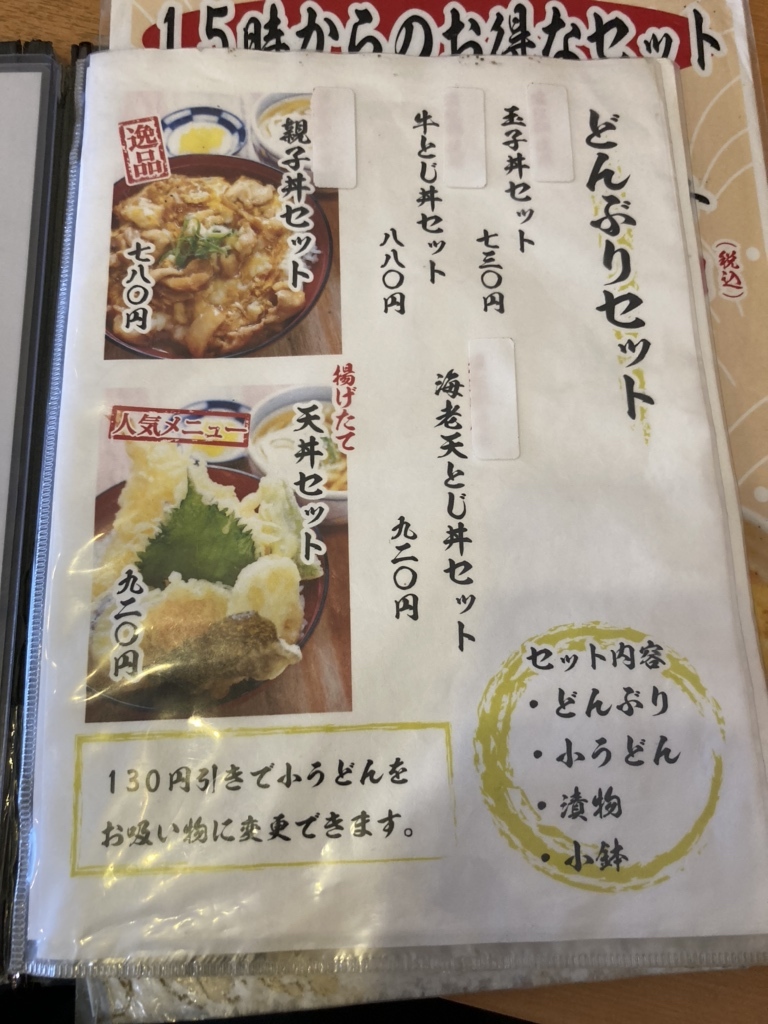 15時からのお得なセット
(税込)
どんぶりセット
玉子丼セット
七三〇円
牛とじ丼セット
八八〇円
海老天とじ丼セット
九二〇円
逸品
親子丼セット
七八〇円
揚げたて
人気メニュー
天丼セット
九二〇円
セット内容
・どんぶり
・小うどん
・漬物
・小鉢
130円引きで小うどんを
お吸い物に変更できます。